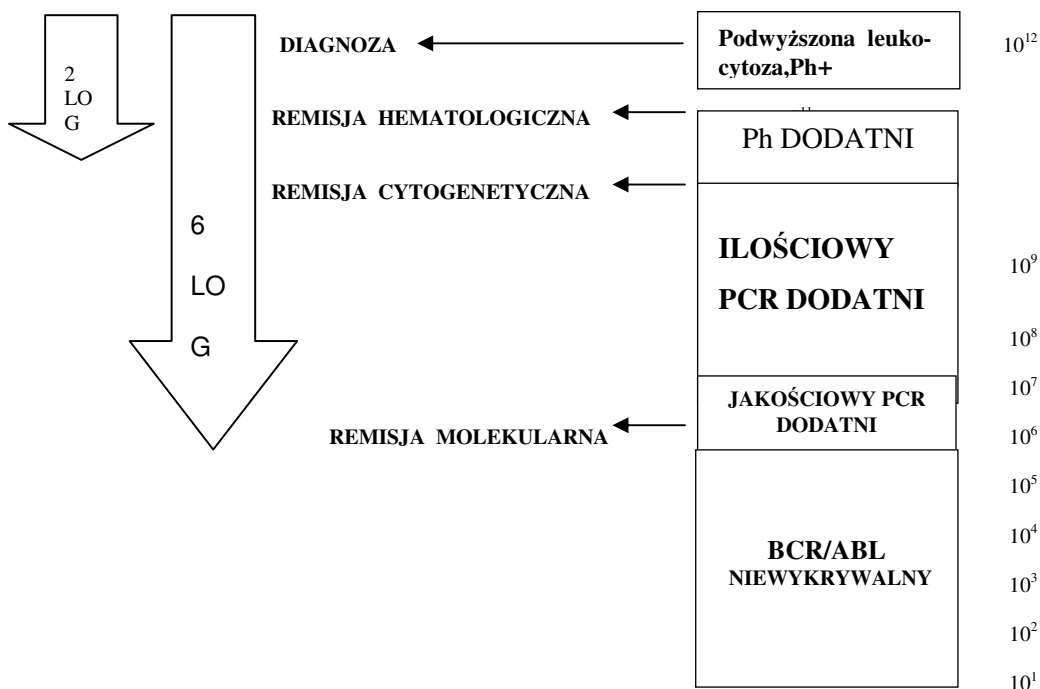 DIAGNOZA
Podwyższona leuko-
cytoza,Ph+
10¹²
2
LO
G
REMISJA HEMATOLOGICZNA
Ph DODATNI
REMISJA CYTOGENETYCZNA
6
LO
G
ILOŚCIOWY
PCR DODATNI
10⁹
10⁸
10⁷
JAKOŚCIOWY PCR
DODATNI
REMISJA MOLEKULARNA
10⁶
10⁵
10⁴
BCR/ABL
NIEWYKRYWALNY
10³
10²
10¹